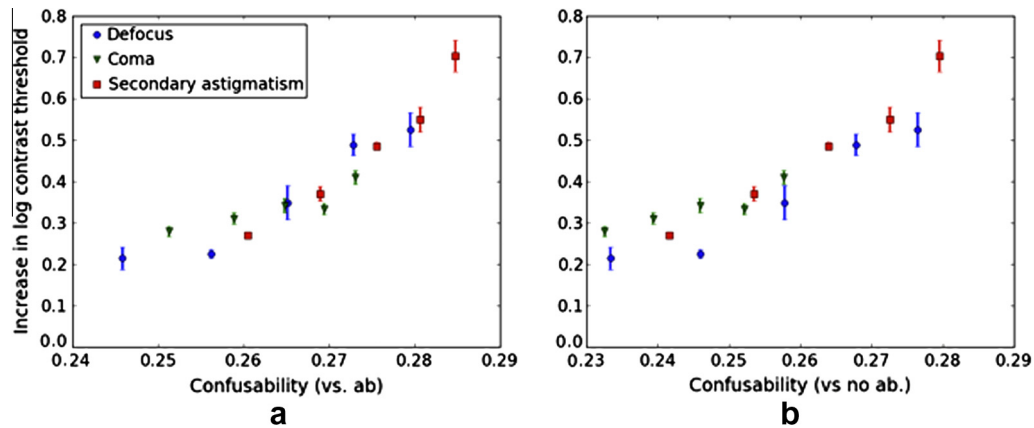 0.8
0.7
0.6
0.5
0.4
0.3
0.2
0.1
0.0
Increase in log contrast threshold
Defocus
Coma
Secondary astigmatism
0.24 0.25 0.26 0.27 0.28 0.29
Confusability (vs. ab)
a
0.8
0.7
0.6
0.5
0.4
0.3
0.2
0.1
0.0
0.23 0.24 0.25 0.26 0.27 0.28 0.29
Confusability (vs no ab.)
b